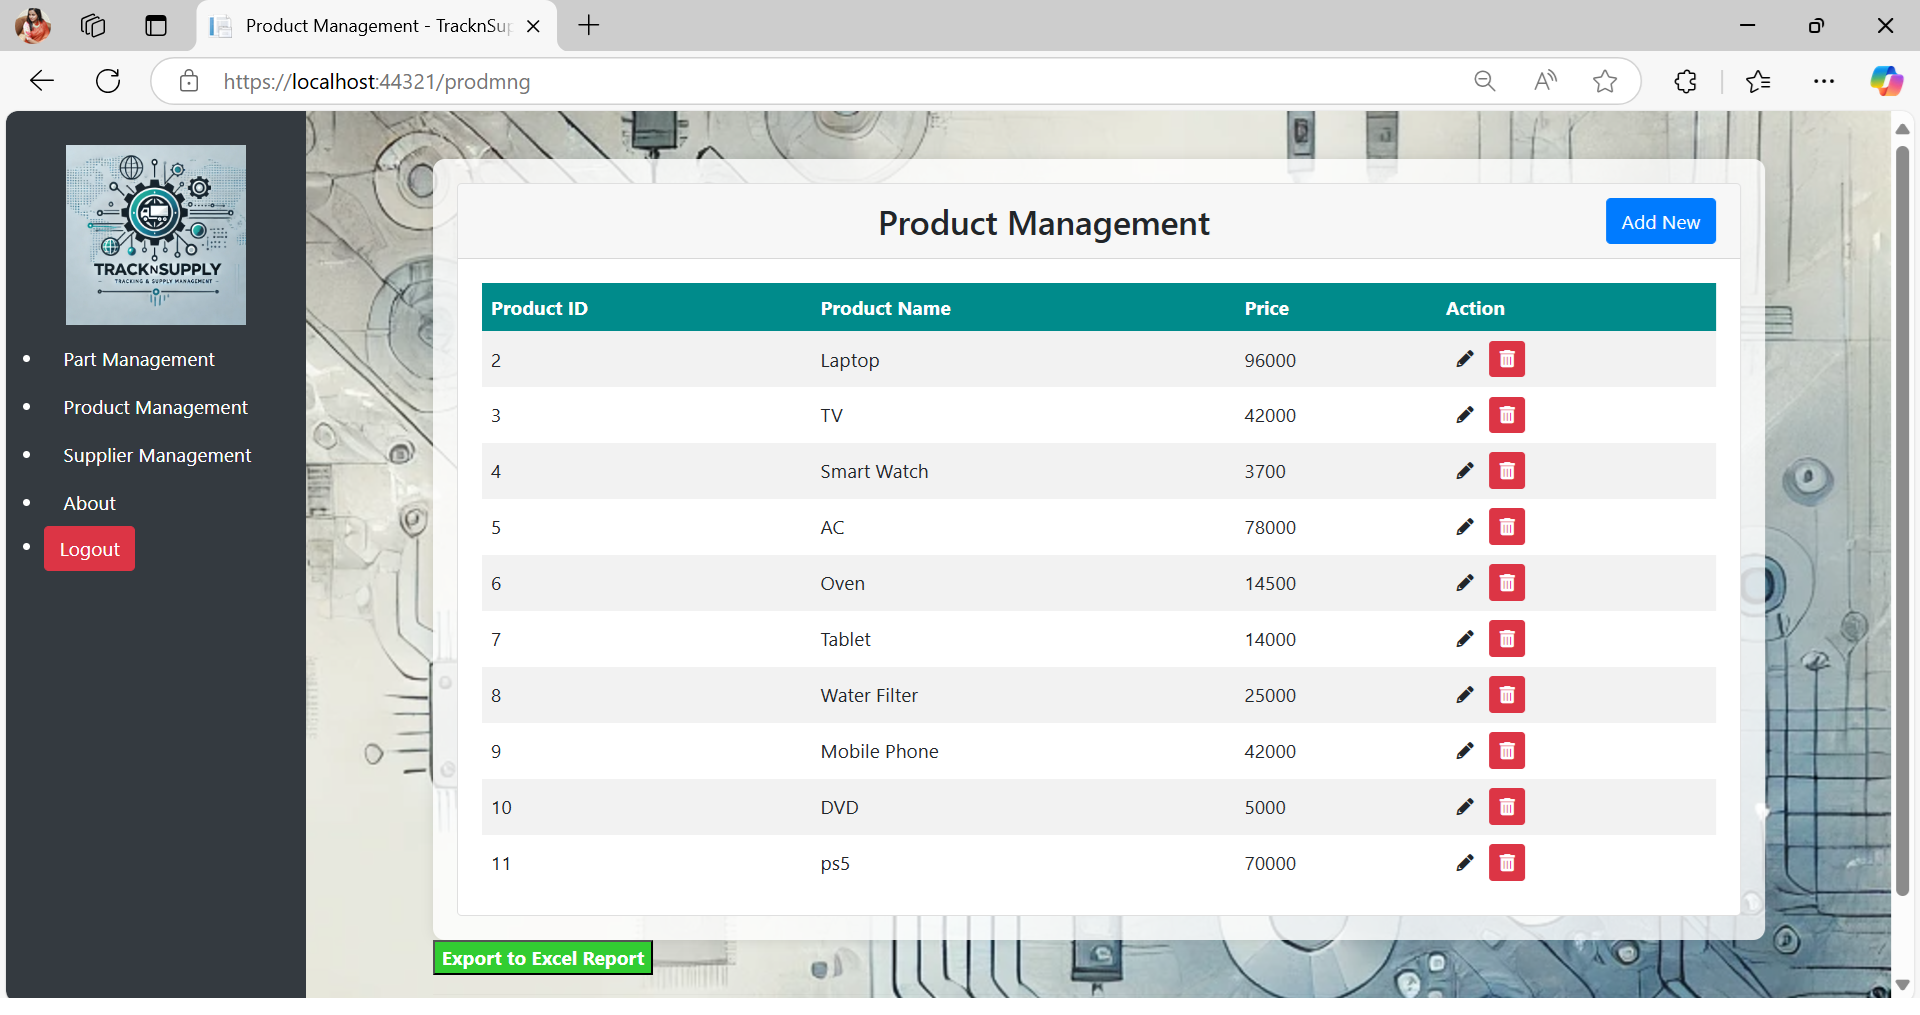 Product Management - TracknSup
https://localhost:44321/prodmng
TRACKNSUPPLY
TRACKING & SUPPLY MANAGEMENT
Part Management
Product Management
Supplier Management
About
Logout
Product Management
Add New
Product ID Product Name Price Action
2 Laptop 96000
3 TV 42000
4 Smart Watch 3700
5 AC 78000
6 Oven 14500
7 Tablet 14000
8 Water Filter 25000
9 Mobile Phone 42000
10 DVD 5000
11 ps5 70000
Export to Excel Report